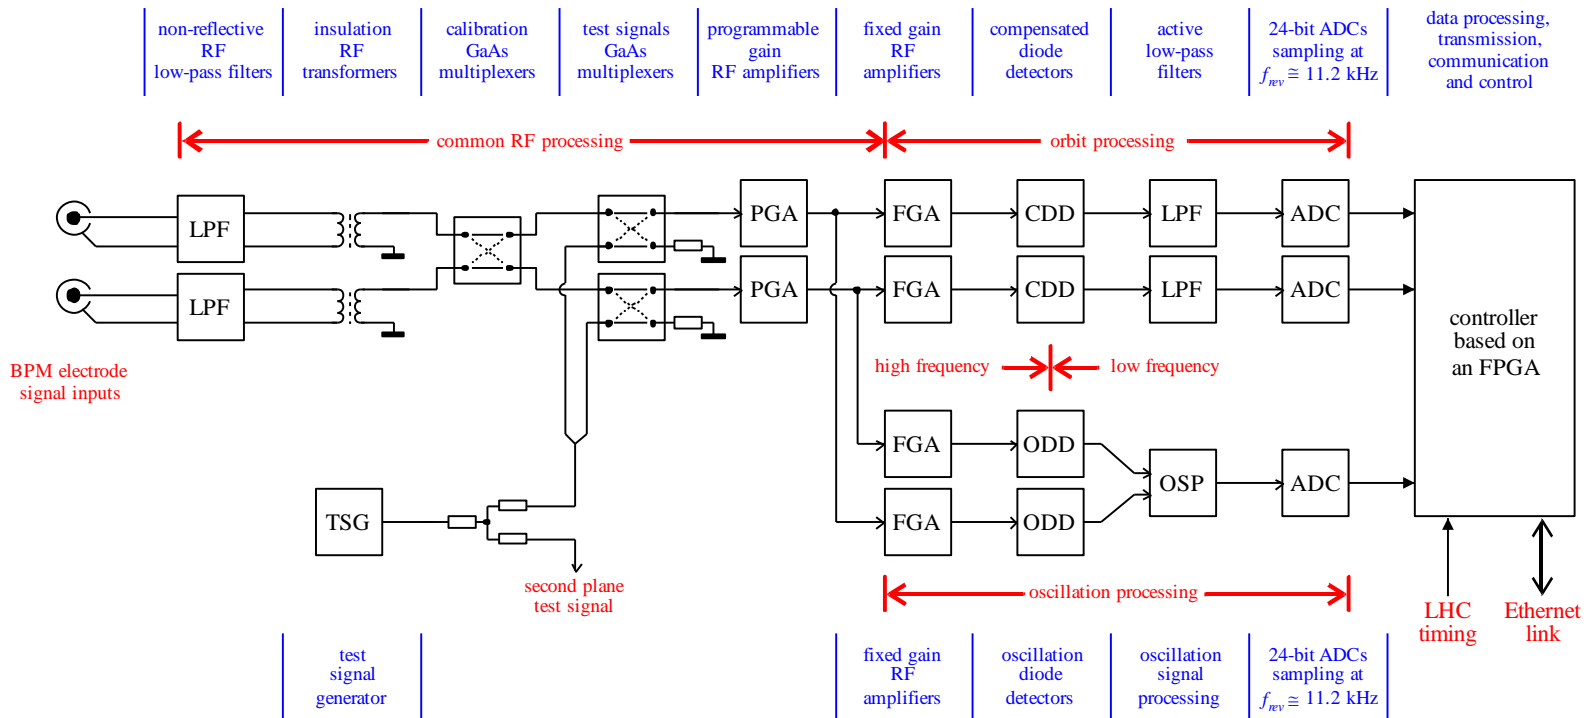 non-reflective
RF
low-pass filters
insulation
RF
transformers
calibration
GaAs
multiplexers
test signals
GaAs
multiplexers
programmable
gain
RF amplifiers
fixed gain
RF
amplifiers
compensated
diode
detectors
active
low-pass
filters
24-bit ADCs
sampling at
f_rev ≅ 11.2 kHz
data processing,
transmission,
communication
and control
common RF processing
orbit processing
LPF
PGA
FGA
CDD
LPF
ADC
LPF
PGA
FGA
CDD
LPF
ADC
controller
based on
an FPGA
BPM electrode
signal inputs
high frequency
low frequency
FGA
ODD
OSP
ADC
FGA
ODD
TSG
second plane
test signal
oscillation processing
LHC
timing
Ethernet
link
test
signal
generator
fixed gain
RF
amplifiers
oscillation
diode
detectors
oscillation
signal
processing
24-bit ADCs
sampling at
f_rev ≅ 11.2 kHz